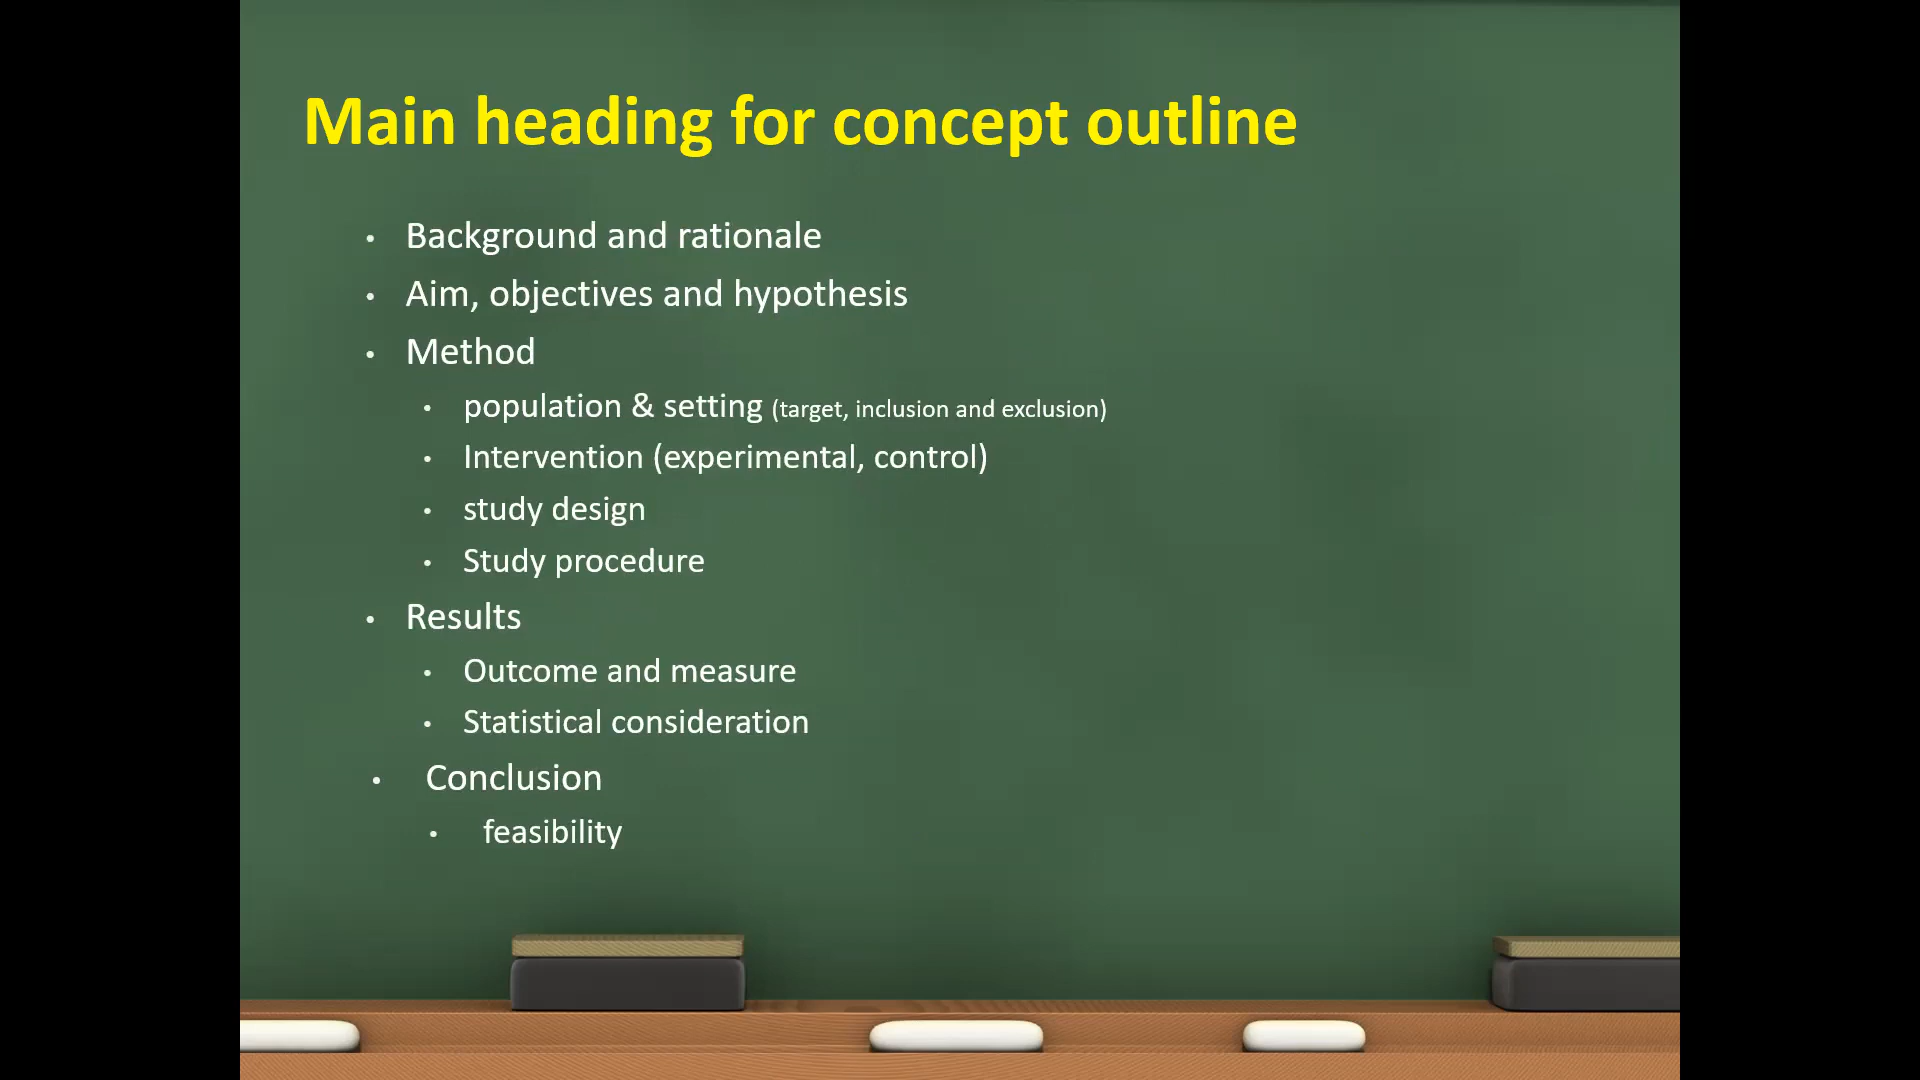 Main heading for concept outline
• Background and rationale
• Aim, objectives and hypothesis
• Method
• population & setting (target, inclusion and exclusion)
• Intervention (experimental, control)
• study design
• Study procedure
• Results
• Outcome and measure
• Statistical consideration
• Conclusion
• feasibility